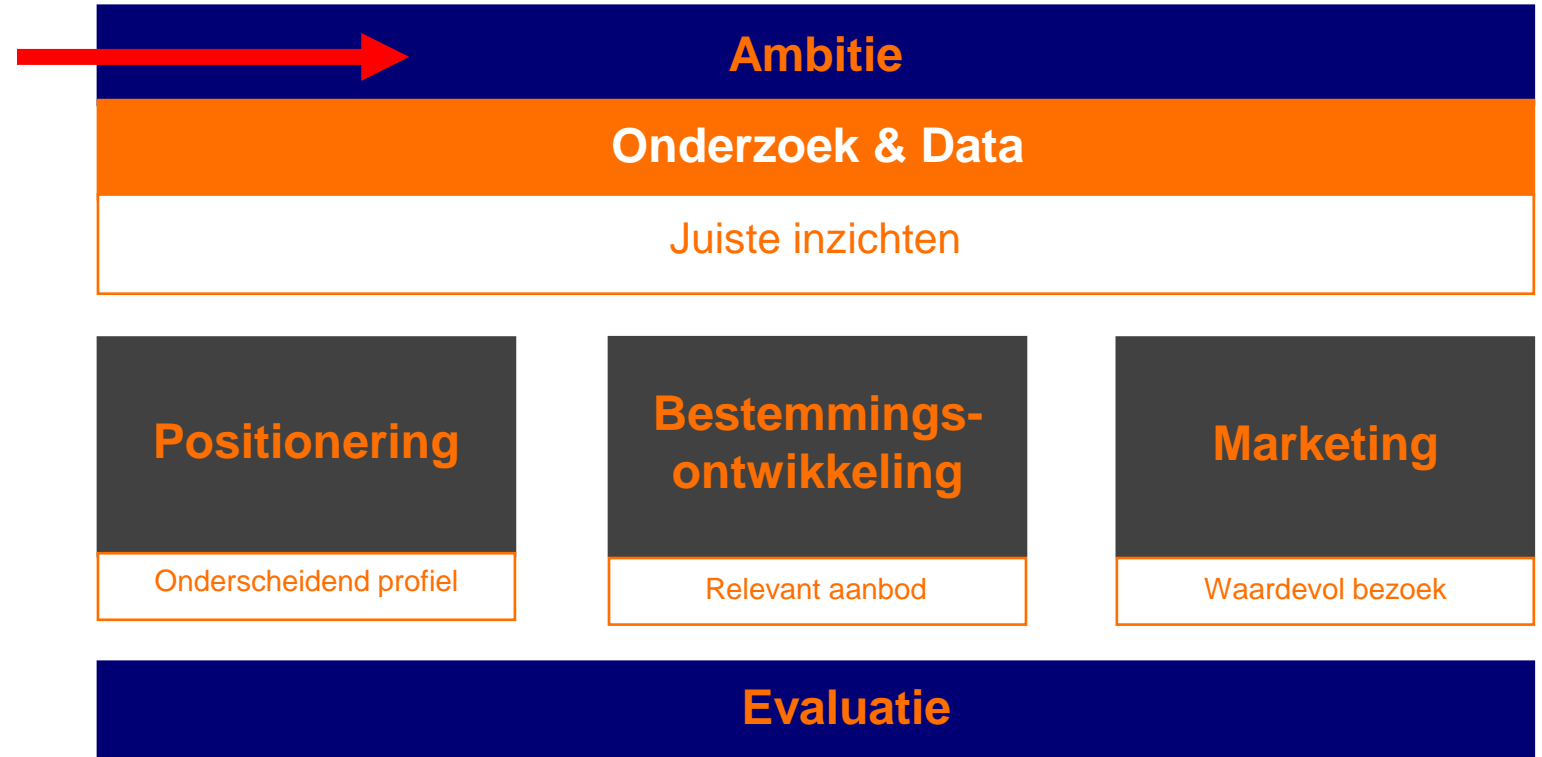 Ambitie
Onderzoek & Data
Juiste inzichten
Positionering
Onderscheidend profiel
Bestemmings-
ontwikkeling
Relevant aanbod
Marketing
Waardevol bezoek
Evaluatie